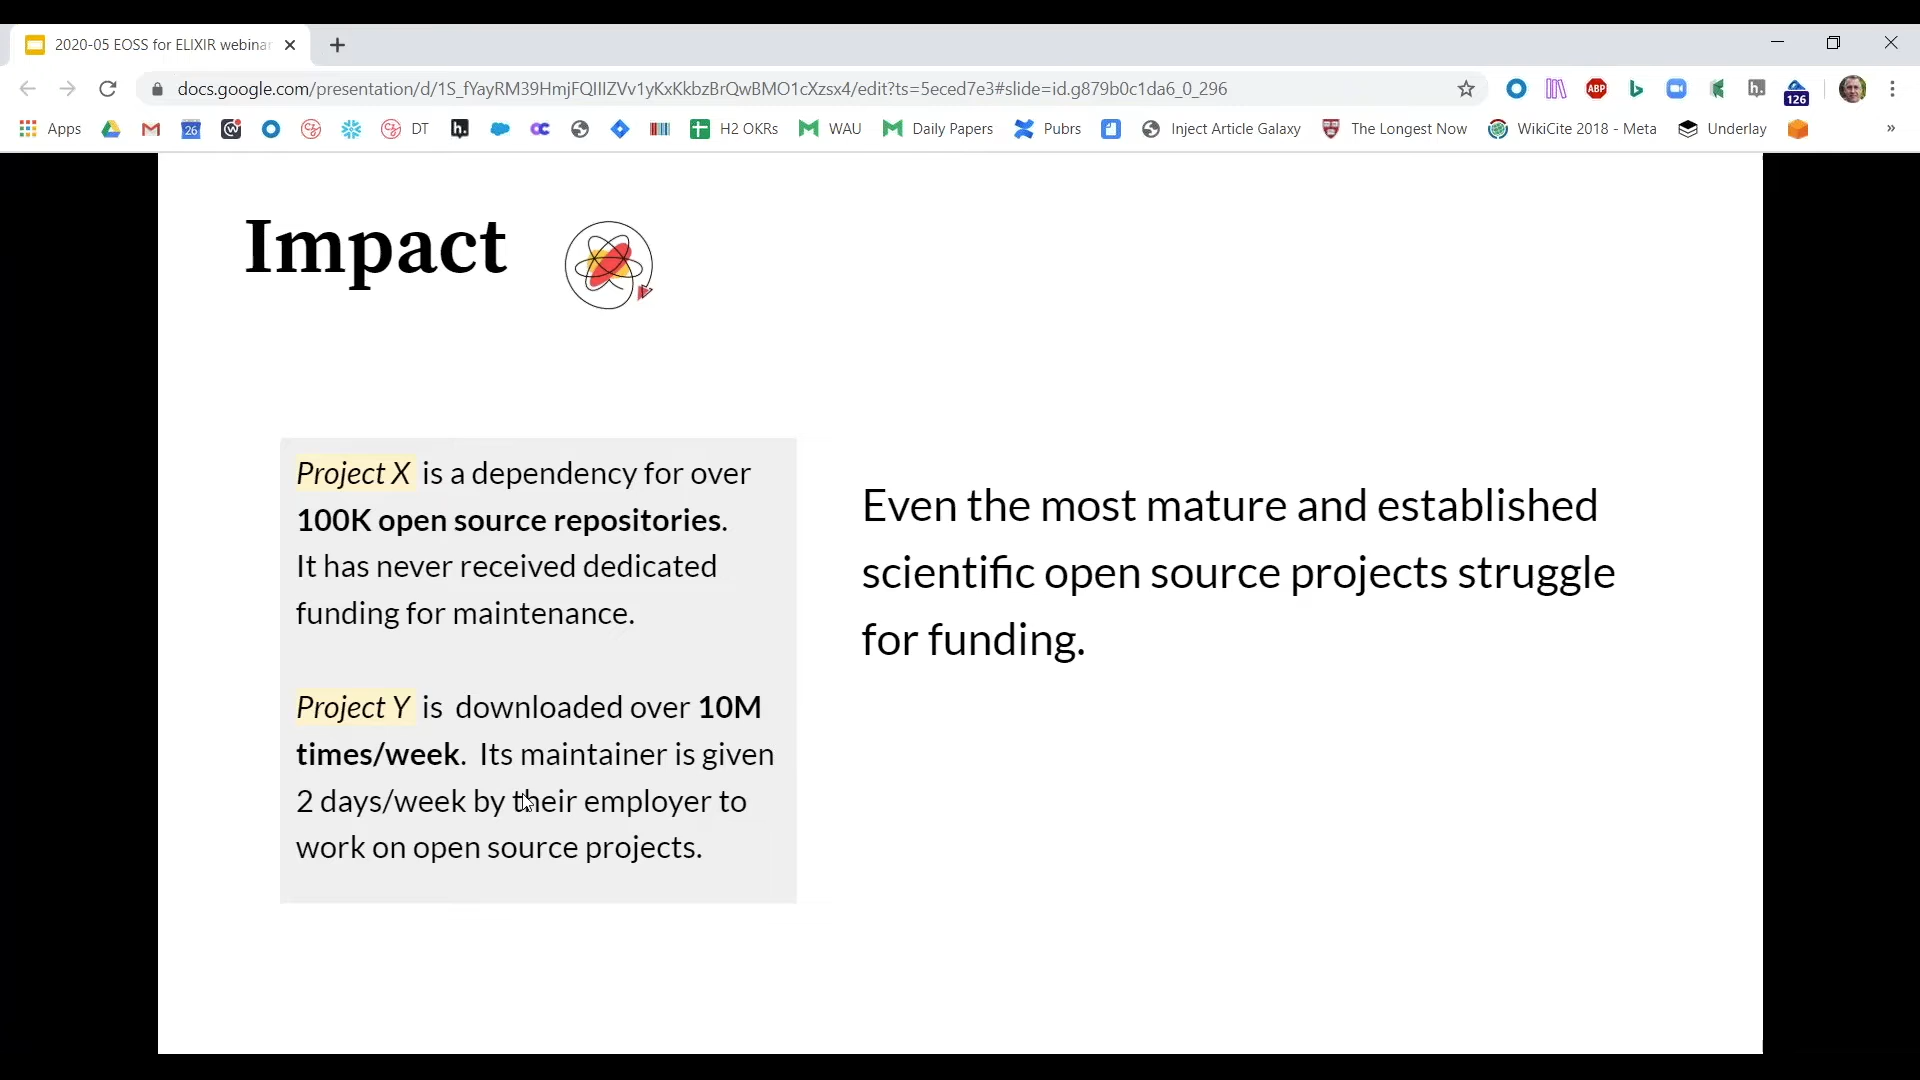 2020-05 EOSS for ELIXIR webinar
docs.google.com/presentation/d/1S_fYayRM39HmjFQIIIZVv1yKxKkbzBrQwBMO1cXzsx4/edit?ts=5eced7e3#slide=id.g879b0c1da6_0_296
ABP
h.
126
Apps
26
DT
h.
H2 OKRs
WAU
Daily Papers
Pubrs
Inject Article Galaxy
The Longest Now
WikiCite 2018 - Meta
Underlay
»
Impact
Project X is a dependency for over
100K open source repositories.
It has never received dedicated
funding for maintenance.
Project Y is downloaded over 10M
times/week. Its maintainer is given
2 days/week by their employer to
work on open source projects.
Even the most mature and established
scientific open source projects struggle
for funding.